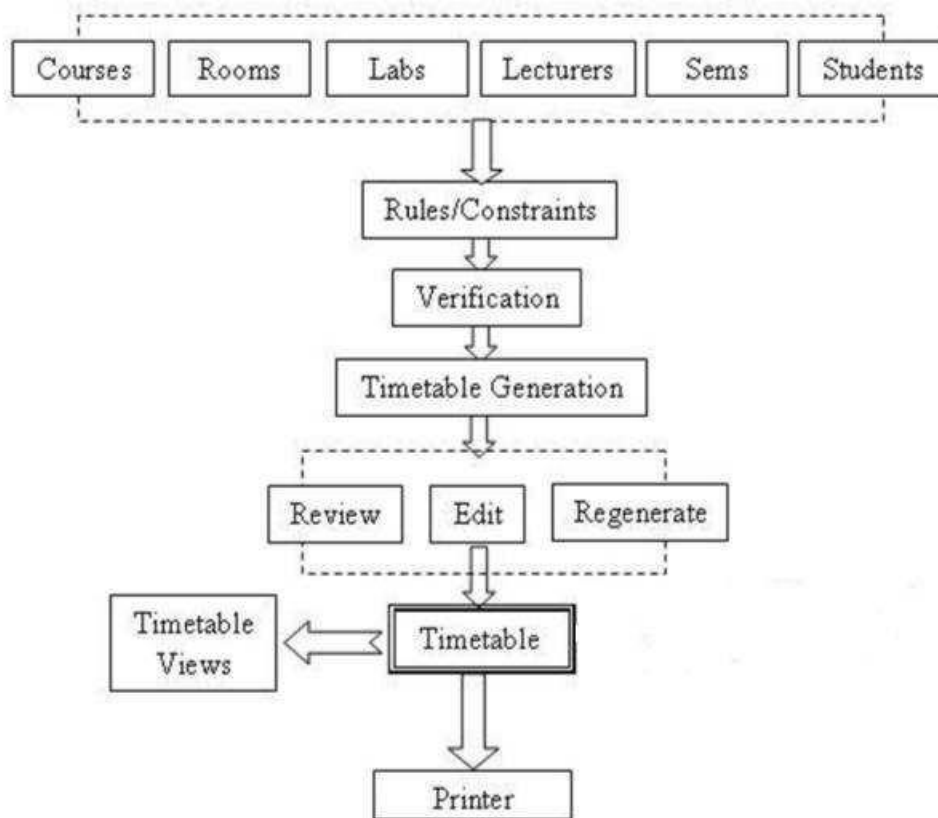 Courses
Rooms
Labs
Lecturers
Sems
Students
Rules/Constraints
Verification
Timetable Generation
Review
Edit
Regenerate
Timetable
Views
Timetable
Printer